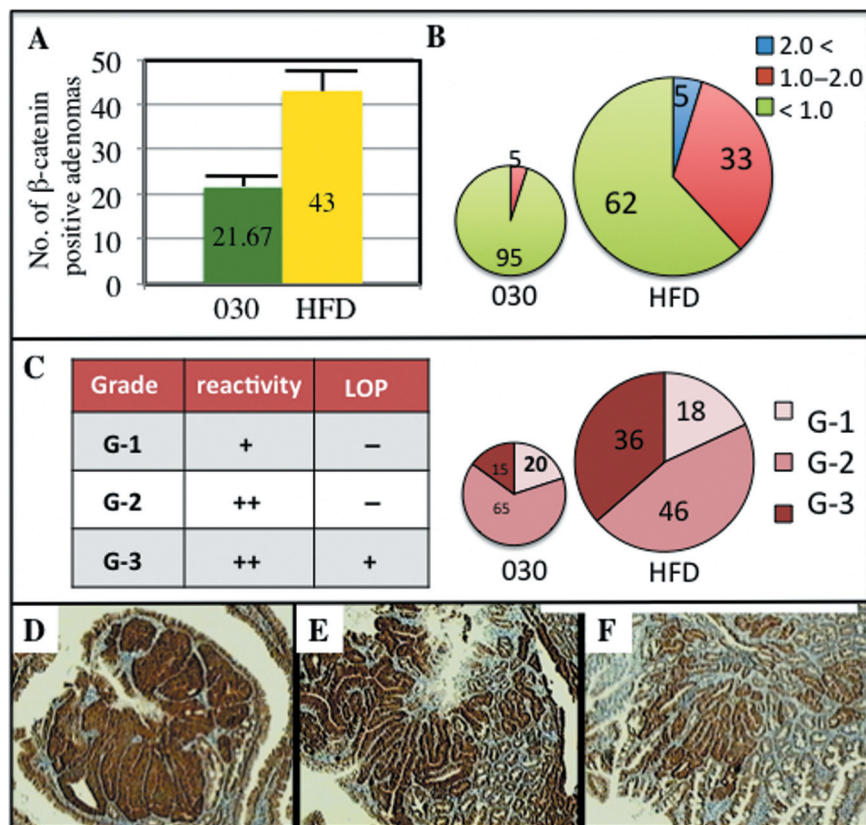 A
No. of β-catenin
positive adenomas
50
40
30
20
10
0
21.67
43
030
HFD
B
2.0 <
1.0–2.0
< 1.0
5
95
030
5
33
62
HFD
C
Grade reactivity LOP
G-1 + –
G-2 ++ –
G-3 ++ +
15
20
65
030
36
18
46
HFD
G-1
G-2
G-3
D
E
F